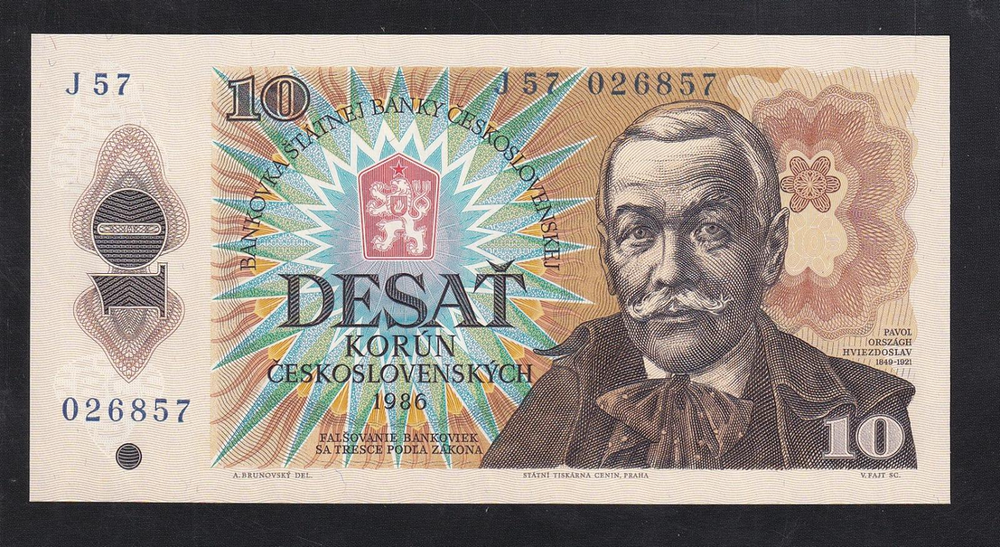 J 57
J 57 026857
10
BANKOVKA ŠTÁTNEJ BANKY ČESKOSLOVENSKEJ
10
DESAŤ
KORÚN
ČESKOSLOVENSKÝCH
1986
PAVOL
ORSZÁGH
HVIEZDOSLAV
1849-1921
026857
FALŠOVANIE BANKOVIEK
SA TRESCE PODĽA ZÁKONA
10
A. BRUNOVSKÝ DEL.
STÁTNÍ TISKÁRNA CENIN, PRAHA
V. FAJT SC.